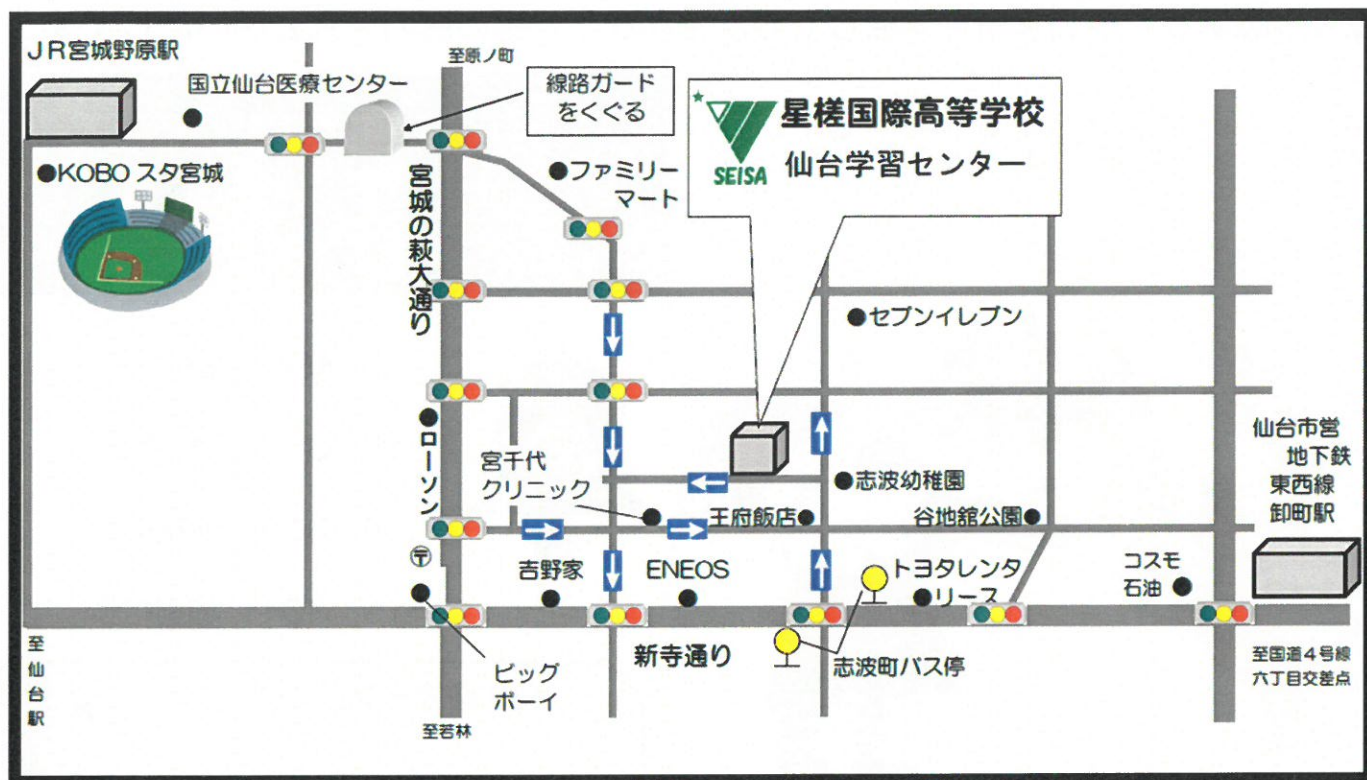 JR宮城野原駅
国立仙台医療センター
至原ノ町
線路ガード
をくぐる
星槎国際高等学校
仙台学習センター
SEISA
●KOBO スタ宮城
宮城の萩大通り
●ファミリー
マート
●セブンイレブン
●ローソン
宮千代
クリニック
●志波幼稚園
王府飯店●
谷地舘公園●
仙台市営
地下鉄
東西線
卸町駅
〒
吉野家
ENEOS
トヨタレンタ
●リース
コスモ
石油●
至仙台駅
ビッグ
ボーイ
新寺通り
志波町バス停
至国道4号線
六丁目交差点
至若林